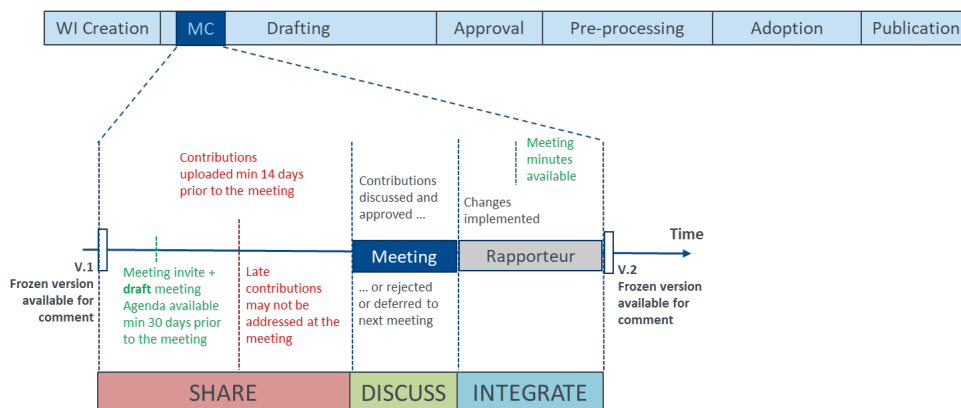 WI Creation
MC
Drafting
Approval
Pre-processing
Adoption
Publication
Contributions
uploaded min 14 days
prior to the meeting
Contributions
discussed and
approved ...
Meeting
minutes
available
Changes
implemented
Time
Meeting
Rapporteur
V.1
Frozen version
available for
comment
Meeting invite +
draft meeting
Agenda available
min 30 days prior
to the meeting
Late
contributions
may not be
addressed at the
meeting
... or rejected
or deferred to
next meeting
V.2
Frozen version
available for
comment
SHARE
DISCUSS
INTEGRATE